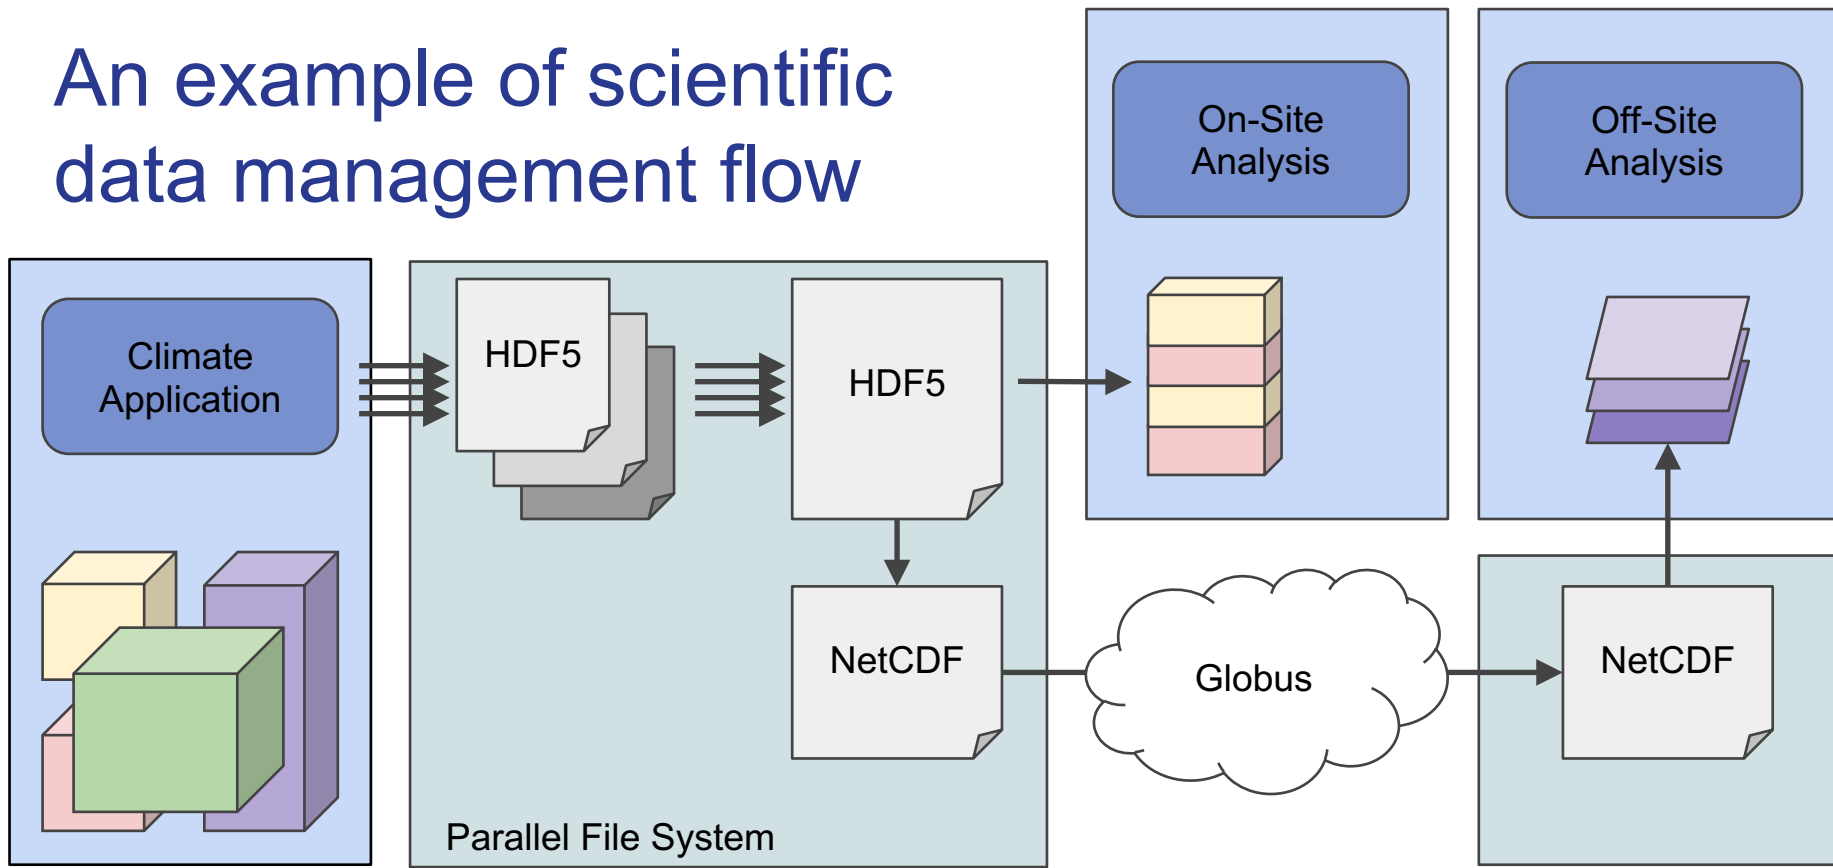 An example of scientific
data management flow
On-Site
Analysis
Off-Site
Analysis
Climate
Application
HDF5
HDF5
NetCDF
Globus
NetCDF
Parallel File System